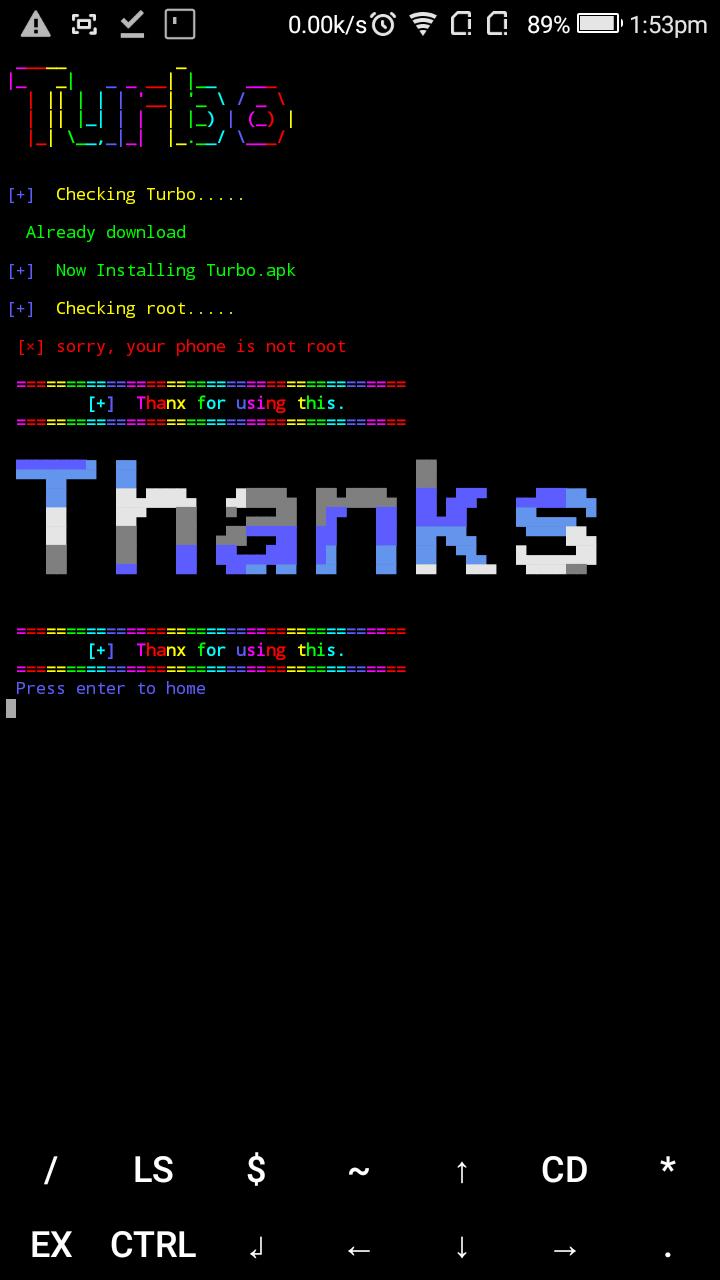 0.00k/s 89% 1:53pm
Turbo
[+] Checking Turbo.....
Already download
[+] Now Installing Turbo.apk
[+] Checking root.....
[×] sorry, your phone is not root
=======================================
[+] Thanx for using this.
=======================================
Thanks
=======================================
[+] Thanx for using this.
=======================================
Press enter to home
/ LS $ ~ ↑ CD *
EX CTRL ↲ ← ↓ → .